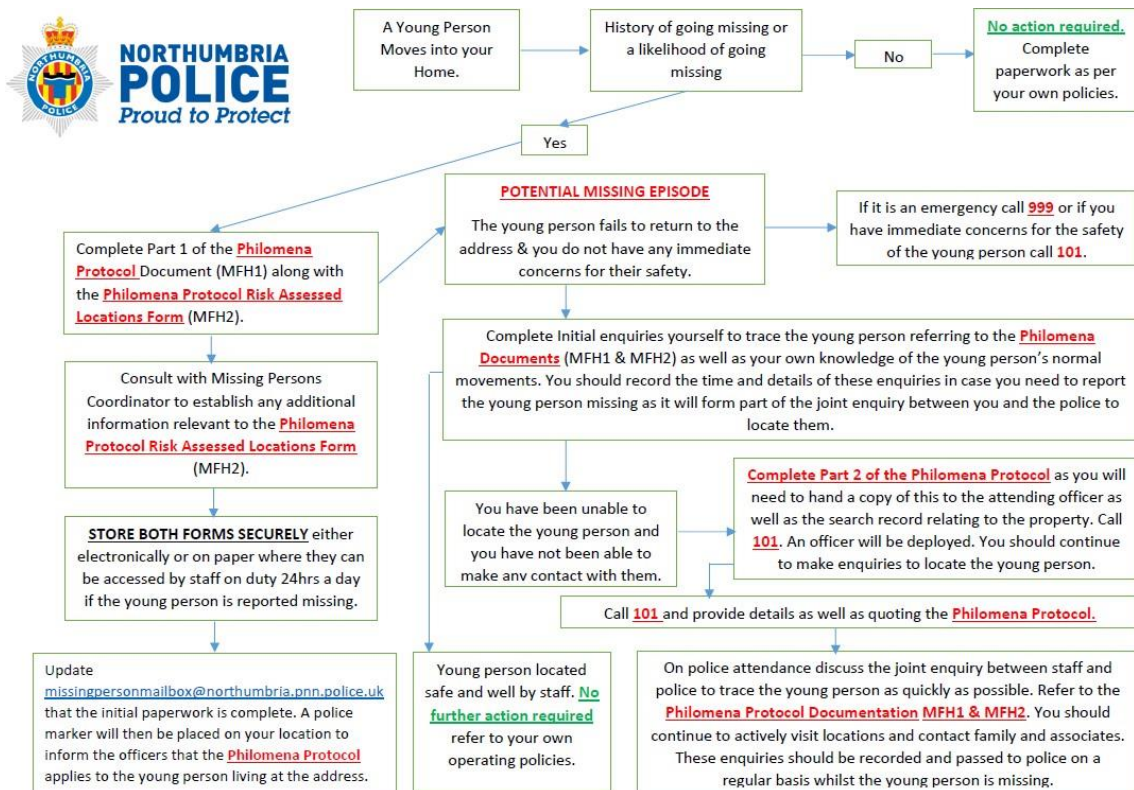 NORTHUMBRIA
POLICE
NORTHUMBRIA
POLICE
Proud to Protect
A Young Person
Moves into your
Home.
History of going missing or
a likelihood of going
missing
No
No action required.
Complete
paperwork as per
your own policies.
Yes
POTENTIAL MISSING EPISODE
The young person fails to return to the
address & you do not have any immediate
concerns for their safety.
If it is an emergency call 999 or if you
have immediate concerns for the safety
of the young person call 101.
Complete Part 1 of the Philomena
Protocol Document (MFH1) along with
the Philomena Protocol Risk Assessed
Locations Form (MFH2).
Complete Initial enquiries yourself to trace the young person referring to the Philomena
Documents (MFH1 & MFH2) as well as your own knowledge of the young person's normal
movements. You should record the time and details of these enquiries in case you need to report
the young person missing as it will form part of the joint enquiry between you and the police to
locate them.
Consult with Missing Persons
Coordinator to establish any additional
information relevant to the Philomena
Protocol Risk Assessed Locations Form
(MFH2).
You have been unable to
locate the young person and
you have not been able to
make any contact with them.
Complete Part 2 of the Philomena Protocol as you will
need to hand a copy of this to the attending officer as
well as the search record relating to the property. Call
101. An officer will be deployed. You should continue
to make enquiries to locate the young person.
STORE BOTH FORMS SECURELY either
electronically or on paper where they can
be accessed by staff on duty 24hrs a day
if the young person is reported missing.
Call 101 and provide details as well as quoting the Philomena Protocol.
Update
missingpersonmailbox@northumbria.pnn.police.uk
that the initial paperwork is complete. A police
marker will then be placed on your location to
inform the officers that the Philomena Protocol
applies to the young person living at the address.
Young person located
safe and well by staff. No
further action required
refer to your own
operating policies.
On police attendance discuss the joint enquiry between staff and
police to trace the young person as quickly as possible. Refer to the
Philomena Protocol Documentation MFH1 & MFH2. You should
continue to actively visit locations and contact family and associates.
These enquiries should be recorded and passed to police on a
regular basis whilst the young person is missing.